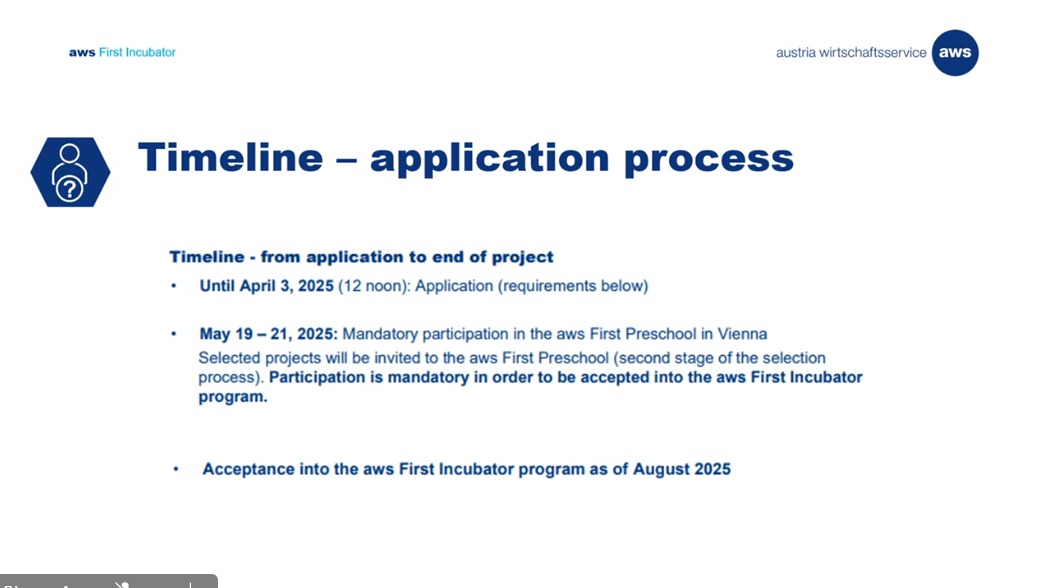 aws First Incubator
austria wirtschaftsservice aws
?
Timeline – application process
Timeline - from application to end of project
• Until April 3, 2025 (12 noon): Application (requirements below)
• May 19 – 21, 2025: Mandatory participation in the aws First Preschool in Vienna
Selected projects will be invited to the aws First Preschool (second stage of the selection
process). Participation is mandatory in order to be accepted into the aws First Incubator
program.
• Acceptance into the aws First Incubator program as of August 2025